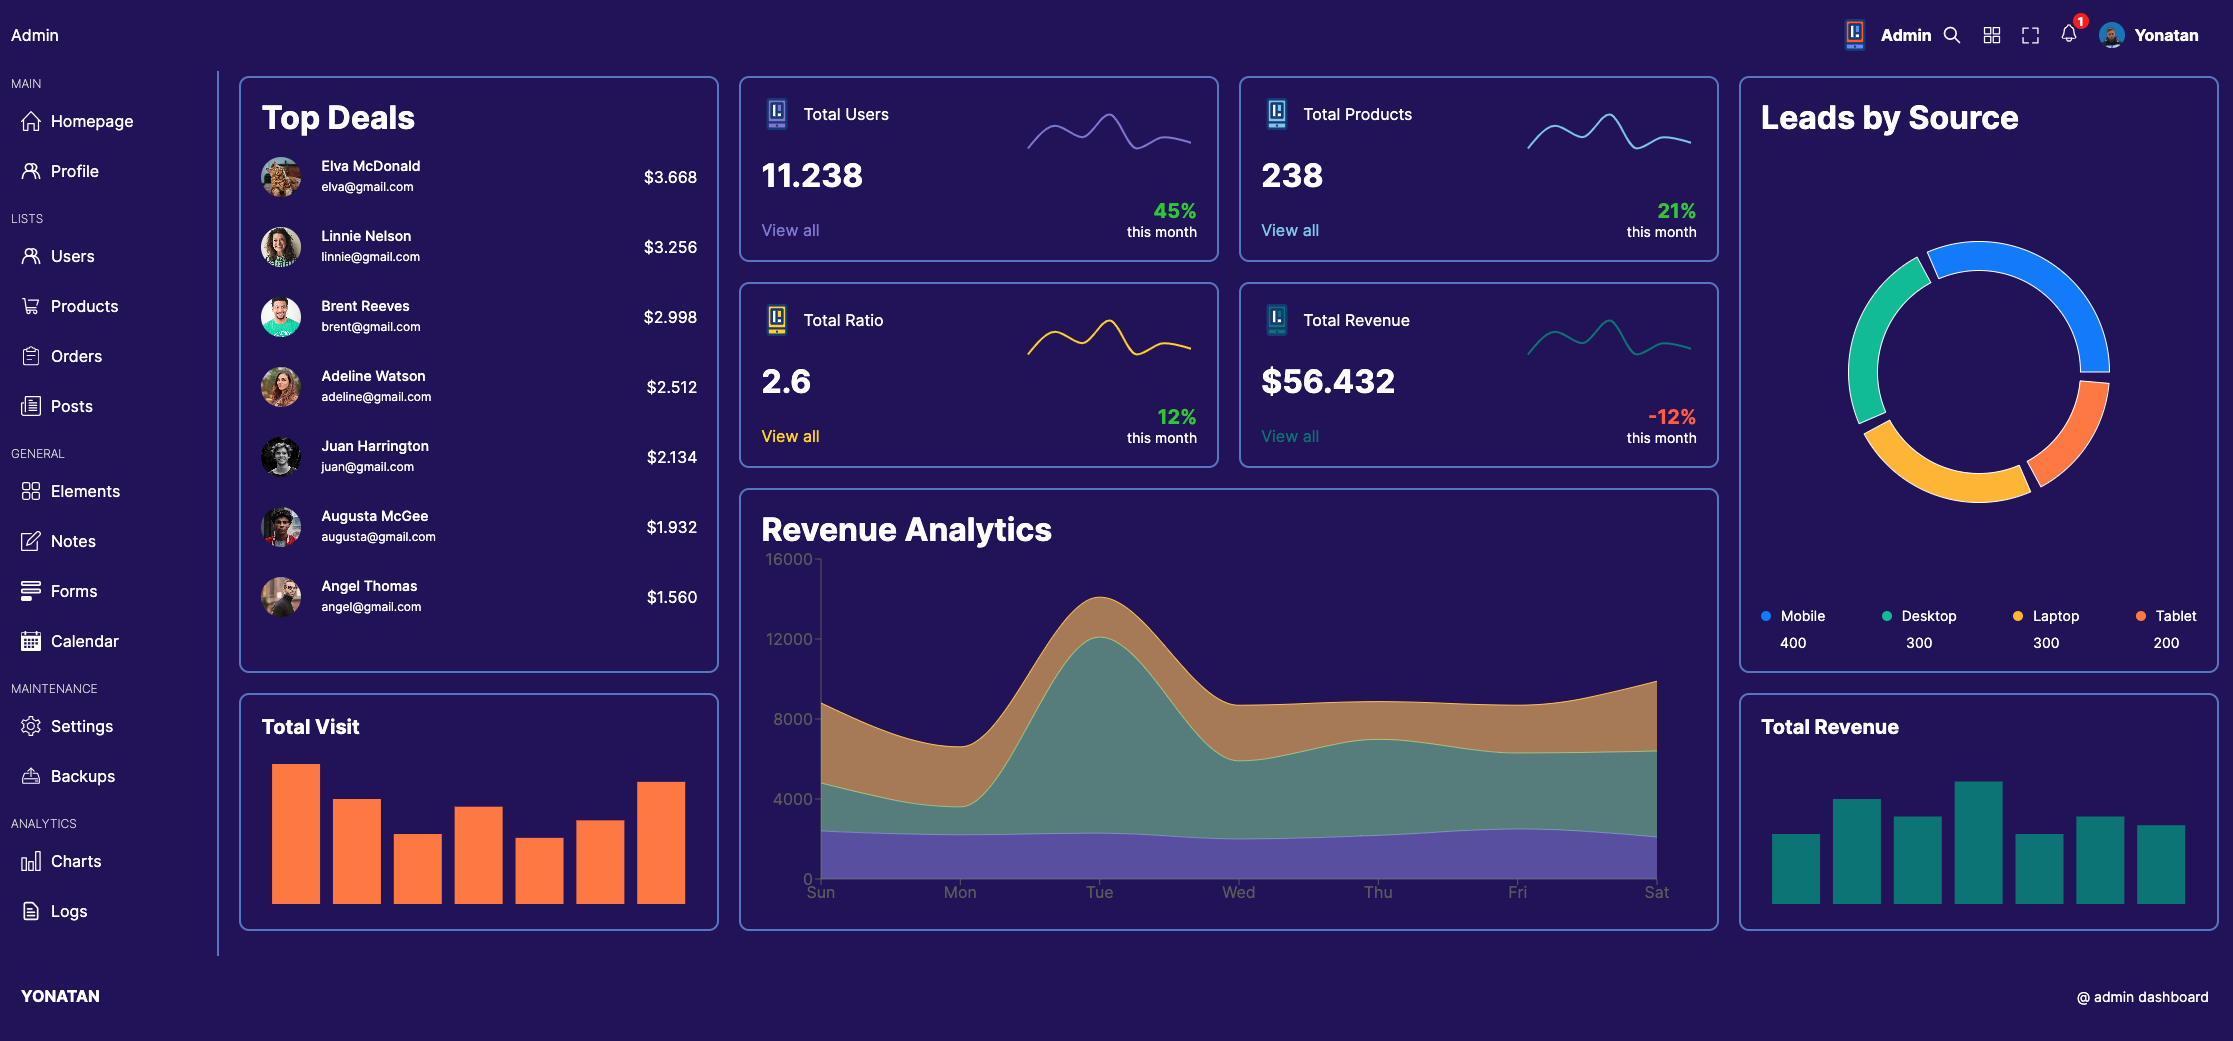 Admin
Admin
1
Yonatan
MAIN
Homepage
Profile
LISTS
Users
Products
Orders
Posts
GENERAL
Elements
Notes
Forms
Calendar
MAINTENANCE
Settings
Backups
ANALYTICS
Charts
Logs
Top Deals
Elva McDonald
elva@gmail.com
$3.668
Linnie Nelson
linnie@gmail.com
$3.256
Brent Reeves
brent@gmail.com
$2.998
Adeline Watson
adeline@gmail.com
$2.512
Juan Harrington
juan@gmail.com
$2.134
Augusta McGee
augusta@gmail.com
$1.932
Angel Thomas
angel@gmail.com
$1.560
Total Visit
Total Users
11.238
View all
45%
this month
Total Products
238
View all
21%
this month
Total Ratio
2.6
View all
12%
this month
Total Revenue
$56.432
View all
-12%
this month
Revenue Analytics
16000
12000
8000
4000
0
Sun Mon Tue Wed Thu Fri Sat
Leads by Source
Mobile Desktop Laptop Tablet
400 300 300 200
Total Revenue
YONATAN
@ admin dashboard